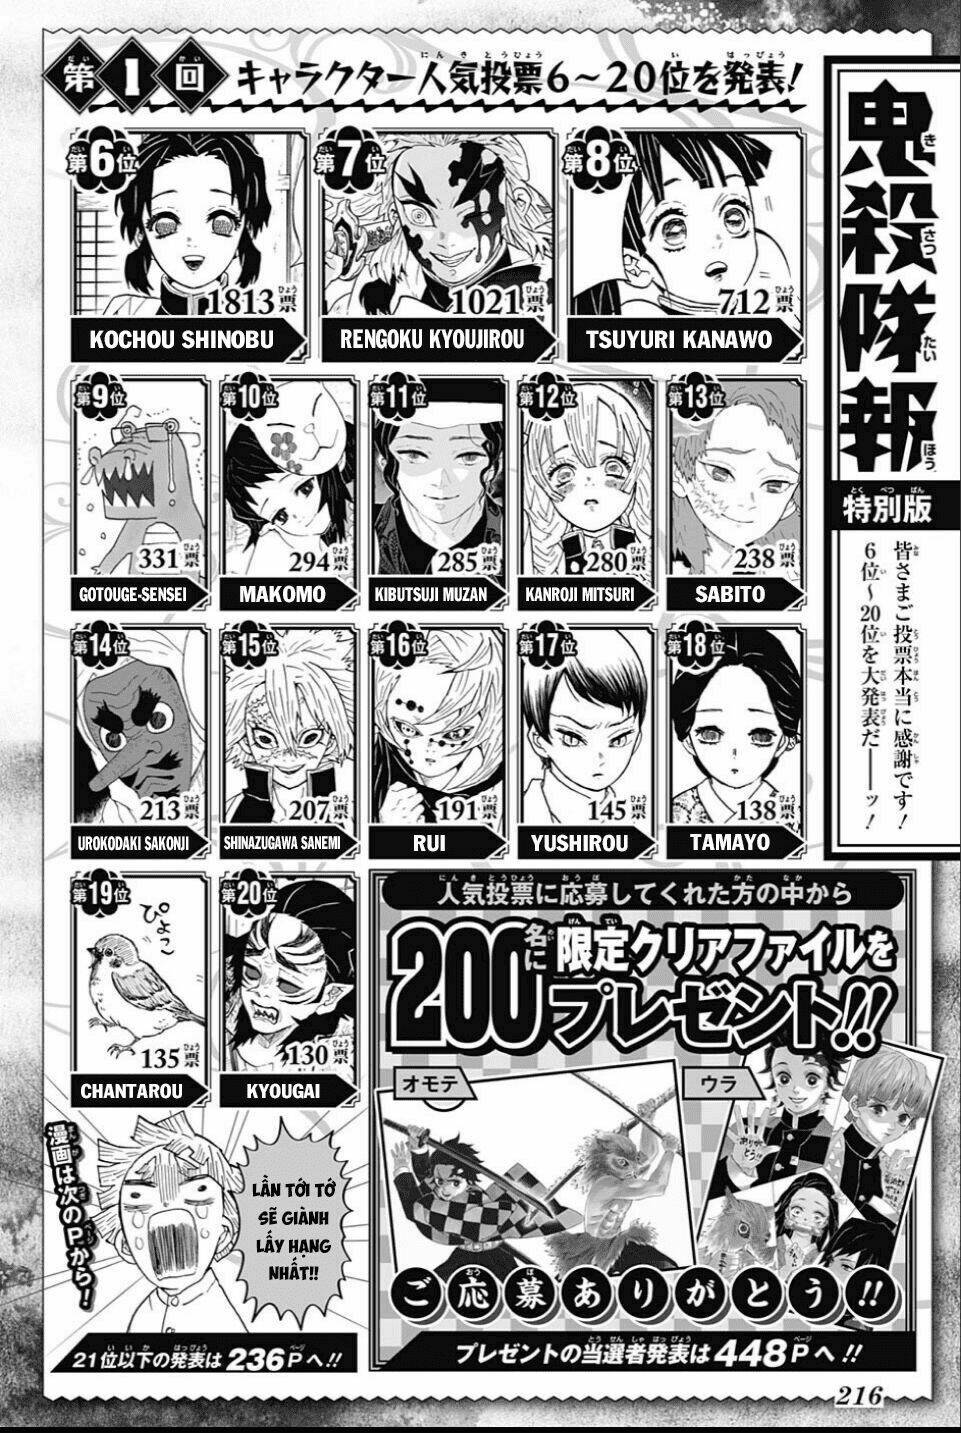 第1回 キャラクター人気投票6～20位を発表!
鬼殺隊報
特別版
皆さまご投票本当に感謝です!
6位～20位を大発表だ――ッ!
第6位
1813票
KOCHOU SHINOBU
第7位
1021票
RENGOKU KYOUJIROU
第8位
712票
TSUYURI KANAWO
第9位
331票
GOTOUGE-SENSEI
第10位
294票
MAKOMO
第11位
285票
KIBUTSUJI MUZAN
第12位
280票
KANROJI MITSURI
第13位
238票
SABITO
第14位
213票
UROKODAKI SAKONJI
第15位
207票
SHINAZUGAWA SANEMI
第16位
191票
RUI
第17位
145票
YUSHIROU
第18位
138票
TAMAYO
第19位
ぴよこ
135票
CHANTAROU
第20位
130票
KYOUGAI
漫画は次のPから!
LẦN TỚI TỚ
SẼ GIÀNH
LẤY HẠNG
NHẤT!!
21位以下の発表は236Pへ!!
人気投票に応募してくれた方の中から
200名に限定クリアファイルを
プレゼント!!
オモテ
ウラ
ありがとう!!
ご応募ありがとう!!
プレゼントの当選者発表は448Pへ!!
216